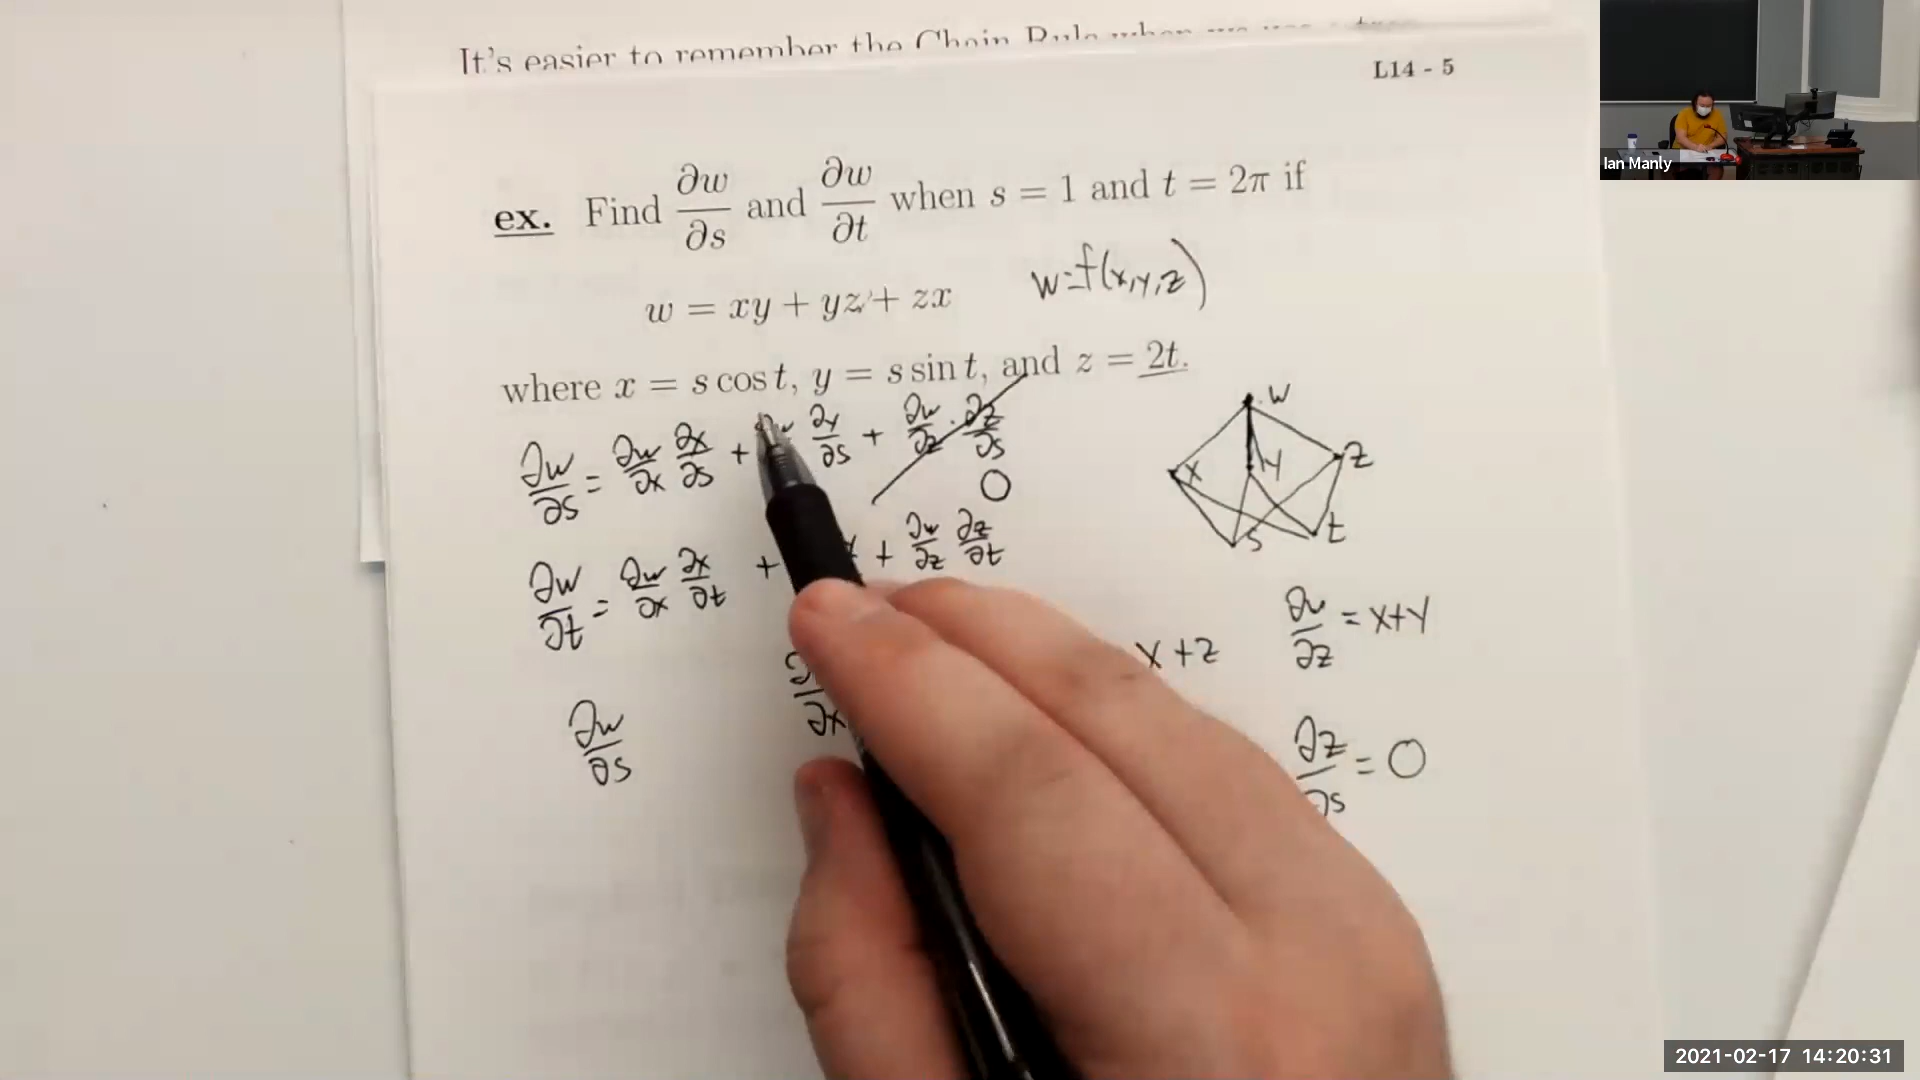 It's easier to remember the Chain Rule when we use
L14 - 5
ex. Find ∂w/∂s and ∂w/∂t when s = 1 and t = 2π if
w = xy + yz + zx w=f(x,y,z)
where x = s cos t, y = s sin t, and z = 2t.
∂w/∂s = ∂w/∂x ∂x/∂s + ∂y/∂s + ∂w/∂z · ∂z/∂s
0
∂w/∂t = ∂w/∂x ∂x/∂t + + ∂w/∂z ∂z/∂t
w
x y z
s t
∂x x+z ∂w/∂z = x+y
∂w/∂s ∂z/∂s = 0
Ian Manly
2021-02-17 14:20:31